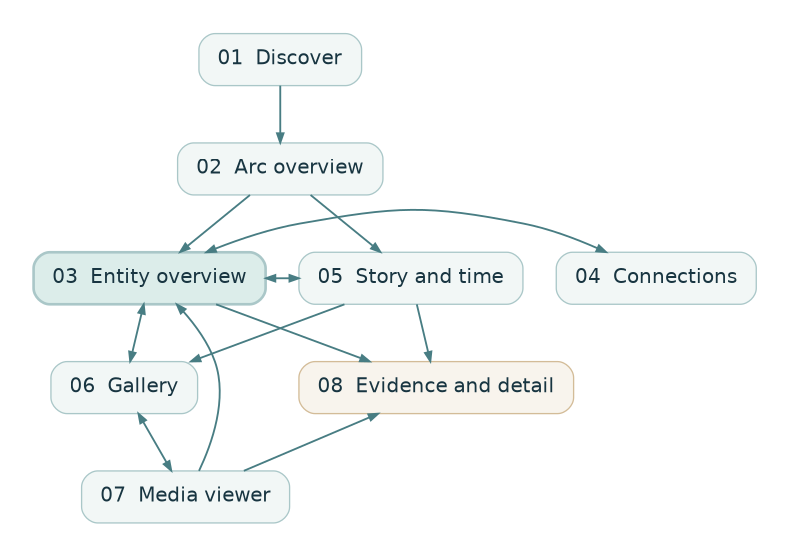 01 Discover
02 Arc overview
03 Entity overview
05 Story and time
04 Connections
06 Gallery
08 Evidence and detail
07 Media viewer